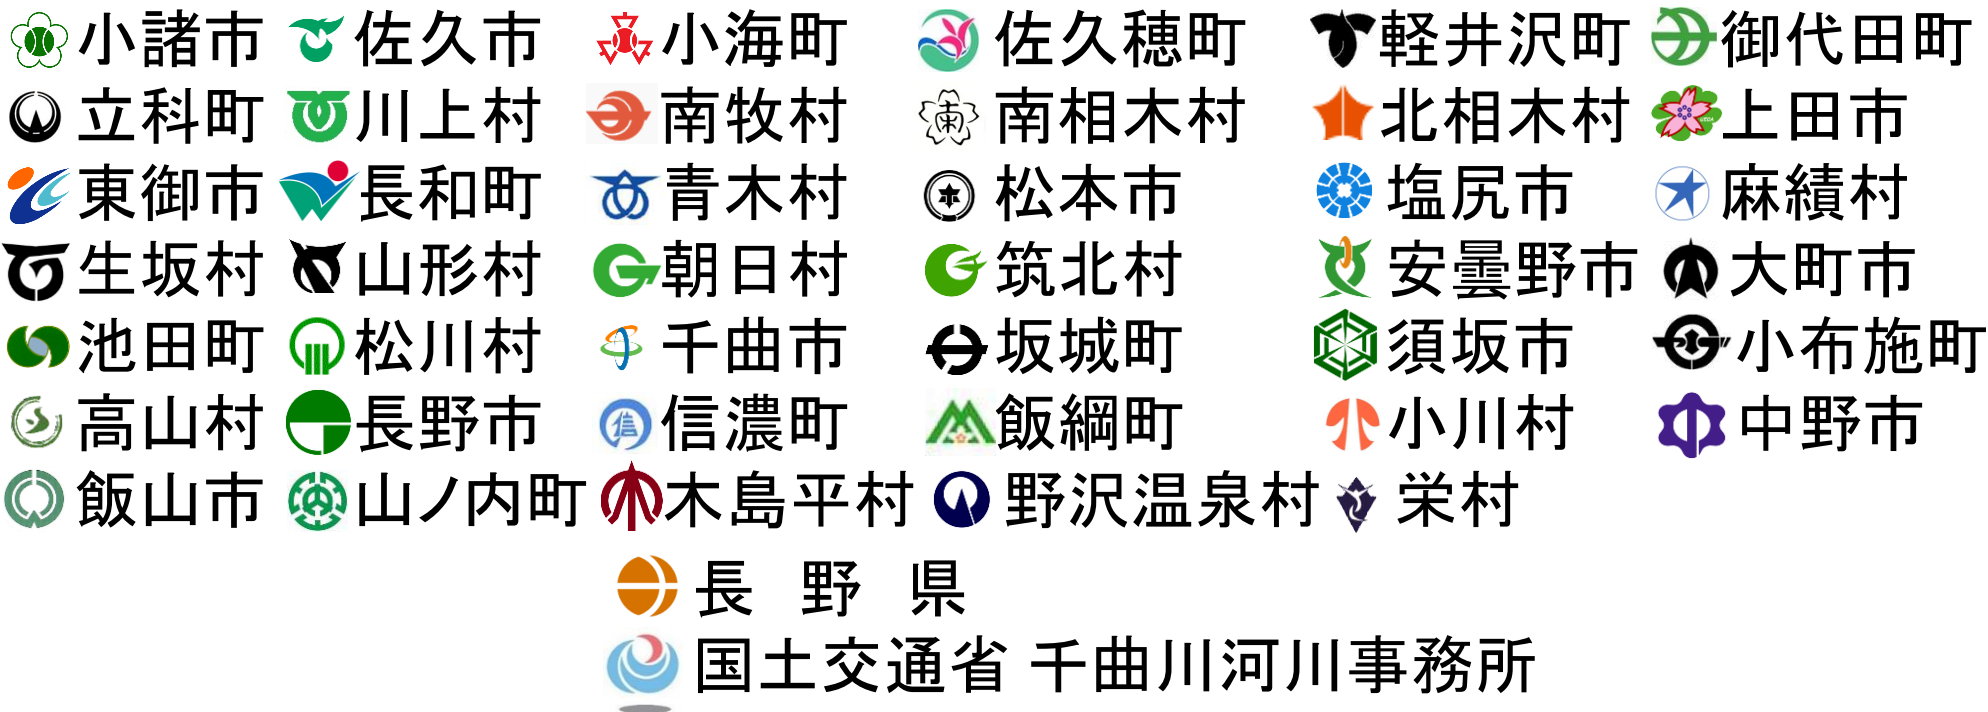 小諸市 佐久市 小海町 佐久穂町 軽井沢町 御代田町
立科町 川上村 南牧村 南相木村 北相木村 上田市
東御市 長和町 青木村 松本市 塩尻市 麻績村
生坂村 山形村 朝日村 筑北村 安曇野市 大町市
池田町 松川村 千曲市 坂城町 須坂市 小布施町
高山村 長野市 信濃町 飯綱町 小川村 中野市
飯山市 山ノ内町 木島平村 野沢温泉村 栄村
長 野 県
国土交通省 千曲川河川事務所